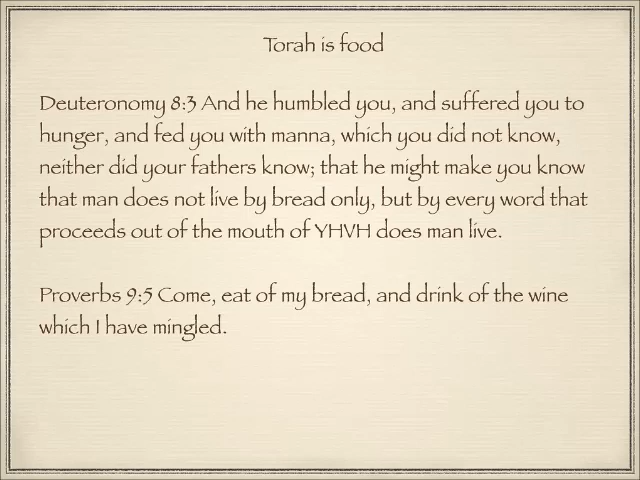 Torah is food
Deuteronomy 8:3 And he humbled you, and suffered you to
hunger, and fed you with manna, which you did not know,
neither did your fathers know; that he might make you know
that man does not live by bread only, but by every word that
proceeds out of the mouth of YHVH does man live.
Proverbs 9:5 Come, eat of my bread, and drink of the wine
which I have mingled.